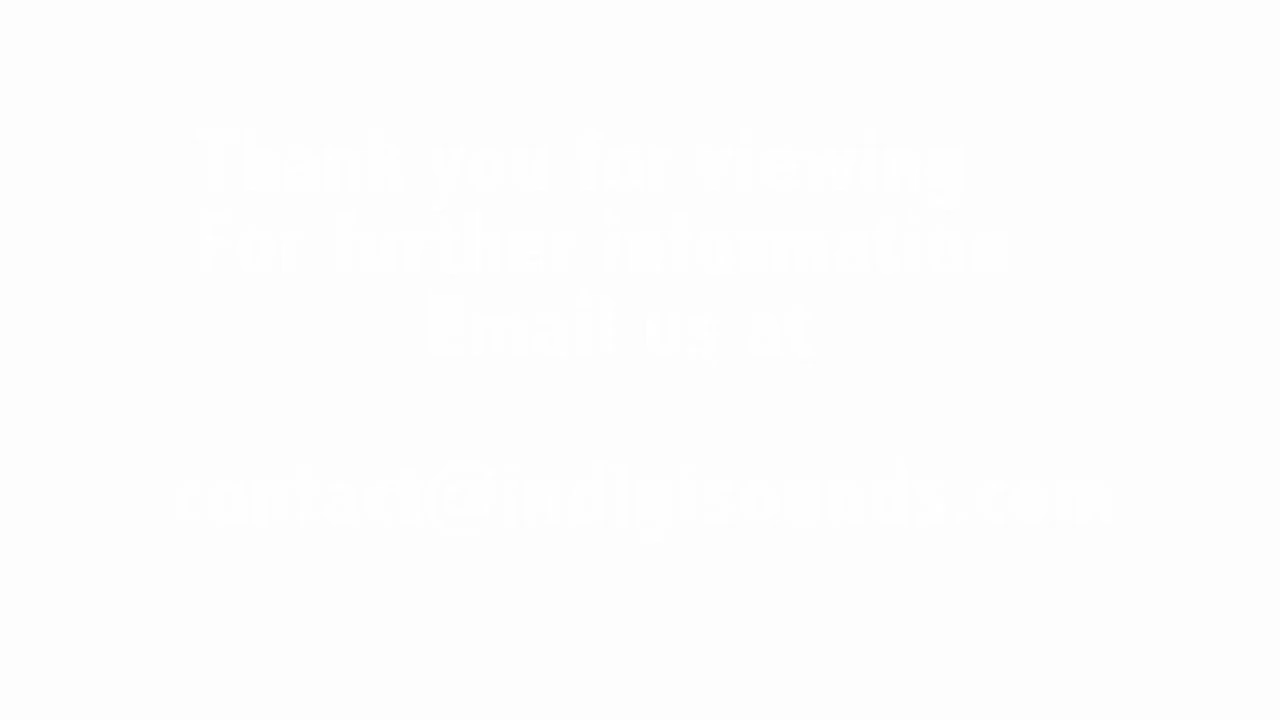 Thank you for viewing
For further information
Email us at
contact@indigisounds.com